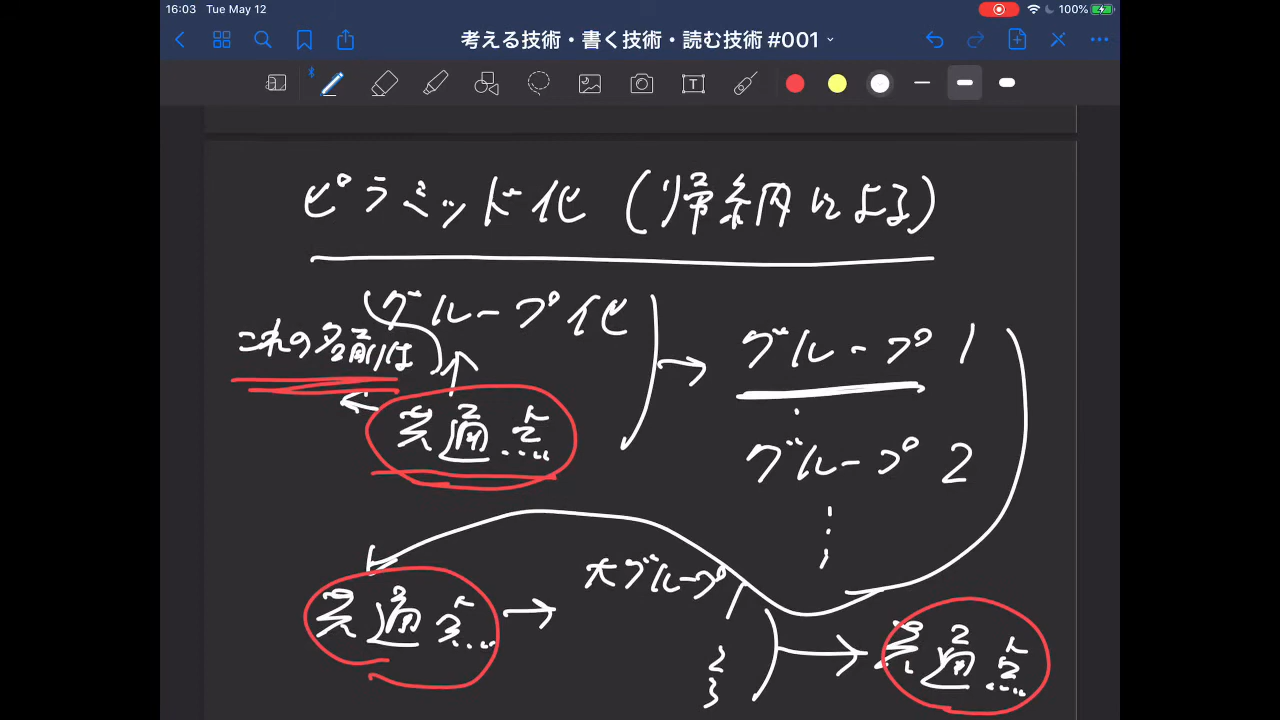 16:03 Tue May 12
100%
考える技術・書く技術・読む技術 #001
ピラミッド化 (帰納による)
グループ化
これの名前は
共通点
グループ 1
グループ 2
大グループ 1
2
3
共通点
共通点